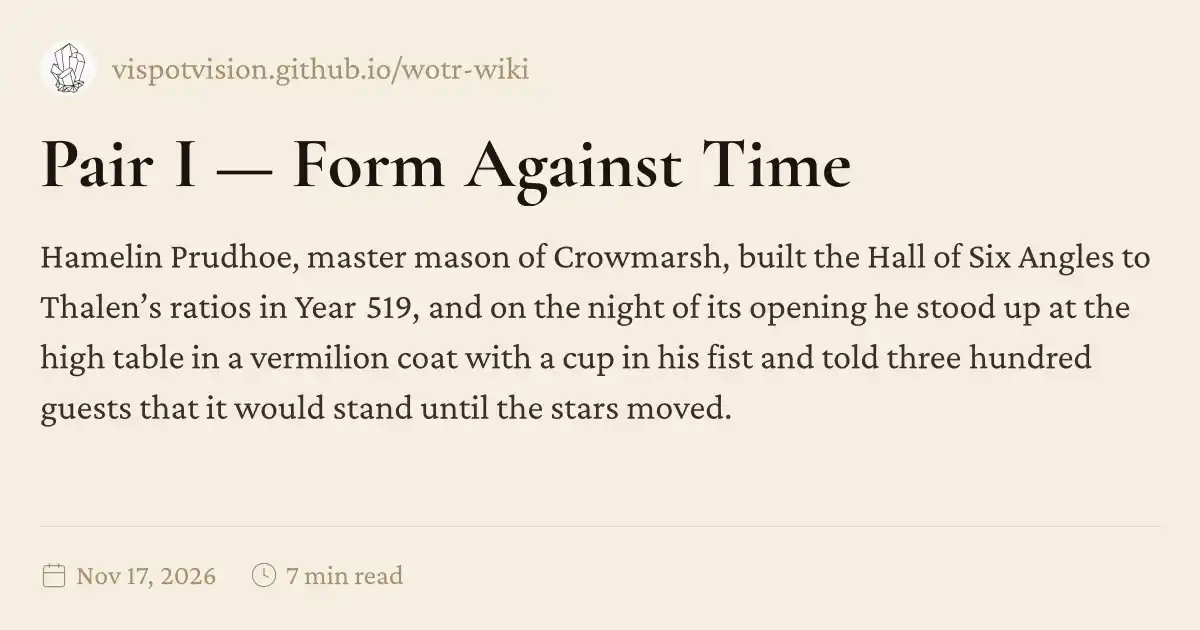 vispotvision.github.io/wotr-wiki
Pair I — Form Against Time
Hamelin Prudhoe, master mason of Crowmarsh, built the Hall of Six Angles to
Thalen’s ratios in Year 519, and on the night of its opening he stood up at the
high table in a vermilion coat with a cup in his fist and told three hundred
guests that it would stand until the stars moved.
Nov 17, 2026 7 min read